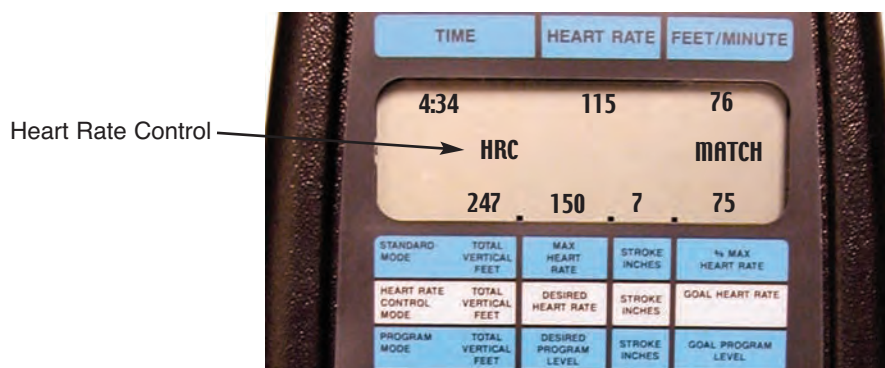 TIME HEART RATE FEET/MINUTE
4:34 115 76
Heart Rate Control
HRC MATCH
247 . 150 . 7 . 75
STANDARD MODE TOTAL VERTICAL FEET MAX HEART RATE STROKE INCHES % MAX HEART RATE
HEART RATE CONTROL MODE TOTAL VERTICAL FEET DESIRED HEART RATE STROKE INCHES GOAL HEART RATE
PROGRAM MODE TOTAL VERTICAL FEET DESIRED PROGRAM LEVEL STROKE INCHES GOAL PROGRAM LEVEL